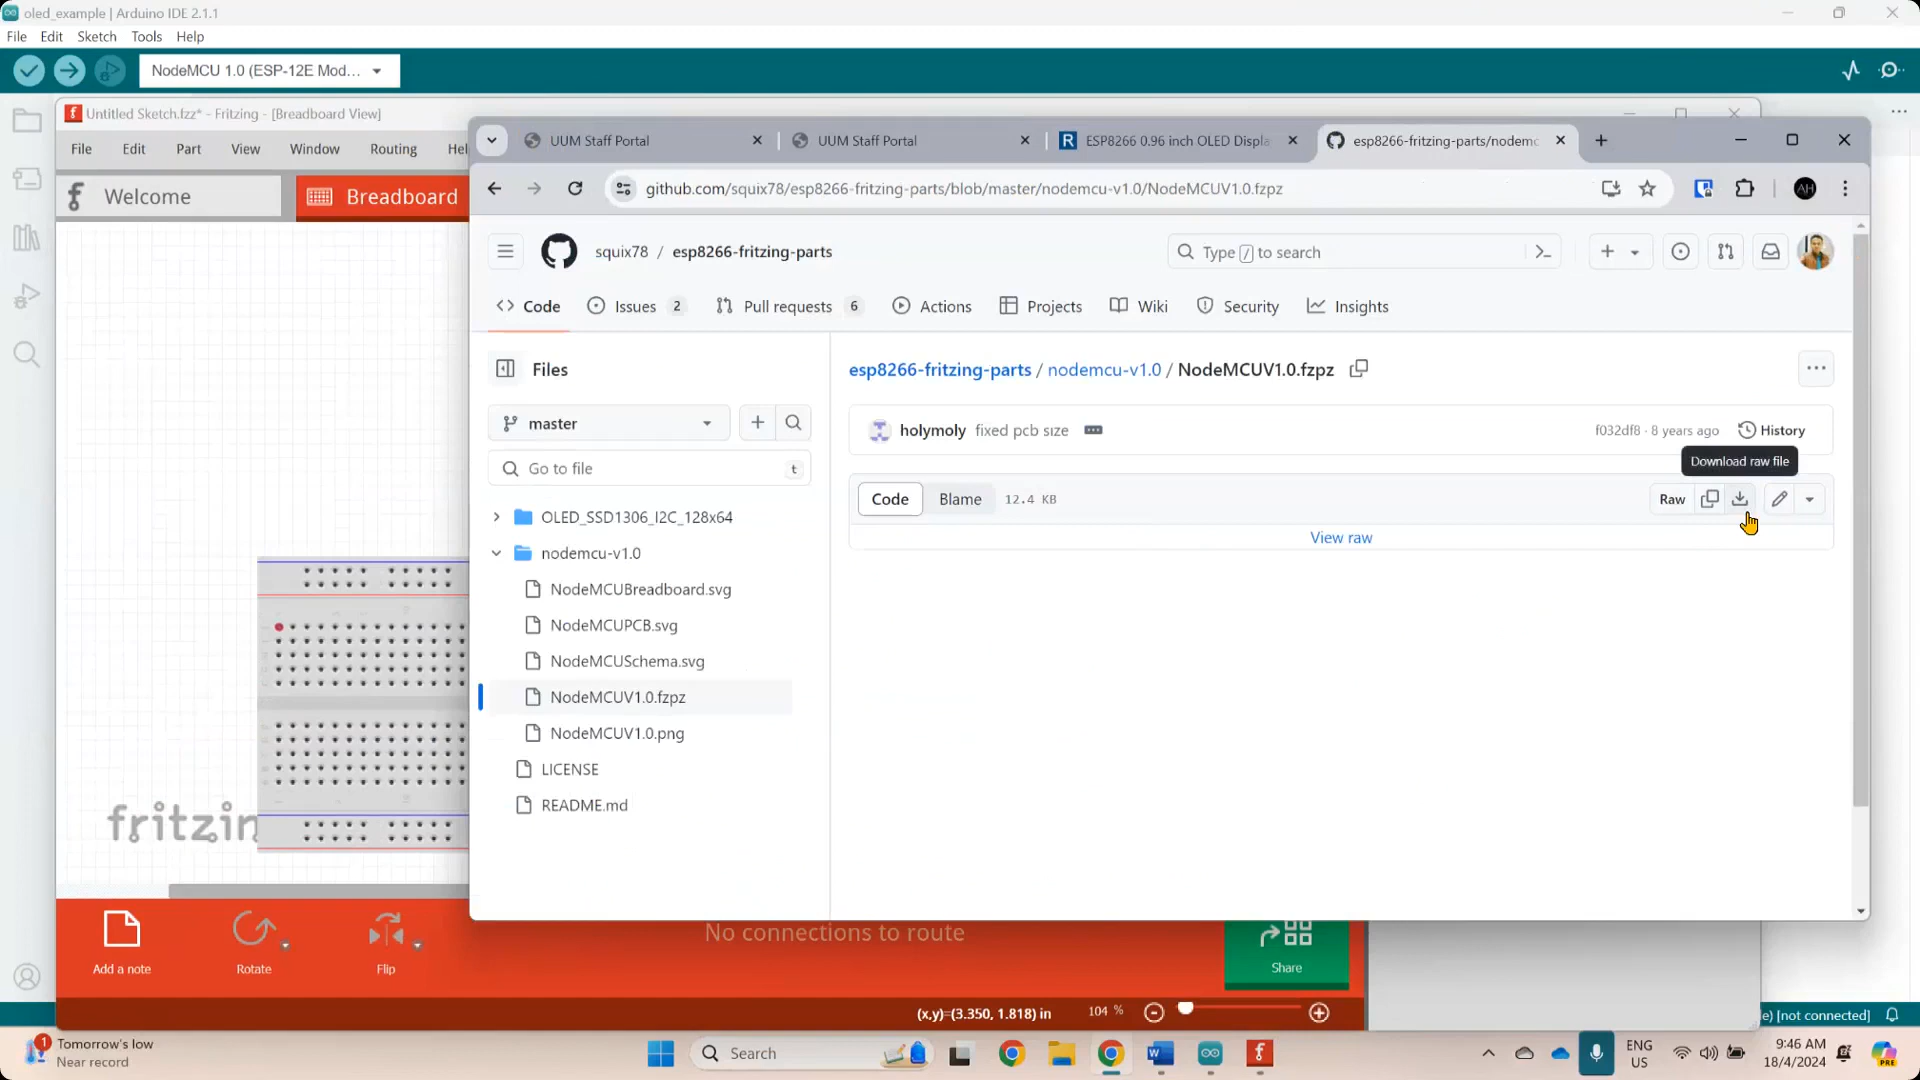 oled_example | Arduino IDE 2.1.1
File Edit Sketch Tools Help
NodeMCU 1.0 (ESP-12E Mod...
Untitled Sketch.fzz* - Fritzing - [Breadboard View]
File Edit Part View Window Routing Hel
Welcome
Breadboard
UUM Staff Portal
UUM Staff Portal
ESP8266 0.96 inch OLED Displa
esp8266-fritzing-parts/nodemc
github.com/squix78/esp8266-fritzing-parts/blob/master/nodemcu-v1.0/NodeMCUV1.0.fzpz
AH
squix78 / esp8266-fritzing-parts
Type / to search
Code
Issues 2
Pull requests 6
Actions
Projects
Wiki
Security
Insights
Files
esp8266-fritzing-parts / nodemcu-v1.0 / NodeMCUV1.0.fzpz
master
holymoly fixed pcb size
f032df8 · 8 years ago
History
Download raw file
Go to file t
Code Blame 12.4 KB
Raw
View raw
OLED_SSD1306_I2C_128x64
nodemcu-v1.0
NodeMCUBreadboard.svg
NodeMCUPCB.svg
NodeMCUSchema.svg
NodeMCUV1.0.fzpz
NodeMCUV1.0.png
LICENSE
README.md
fritzin
Add a note
Rotate
Flip
No connections to route
Share
(x,y)=(3.350, 1.818) in
104 %
e) [not connected]
1
Tomorrow's low
Near record
Search
ENG
US
9:46 AM
18/4/2024
PRE